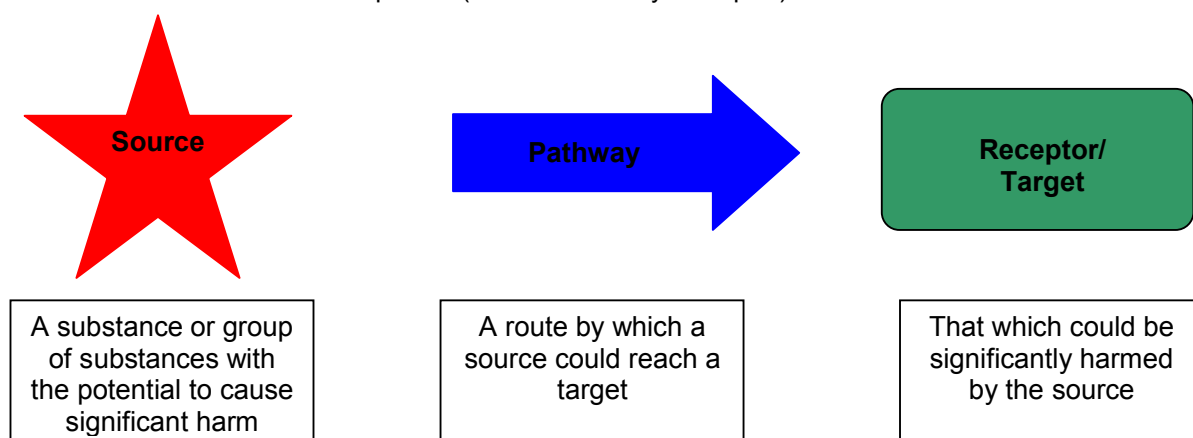 Source
Pathway
Receptor/
Target
A substance or group
of substances with
the potential to cause
significant harm
A route by which a
source could reach a
target
That which could be
significantly harmed
by the source